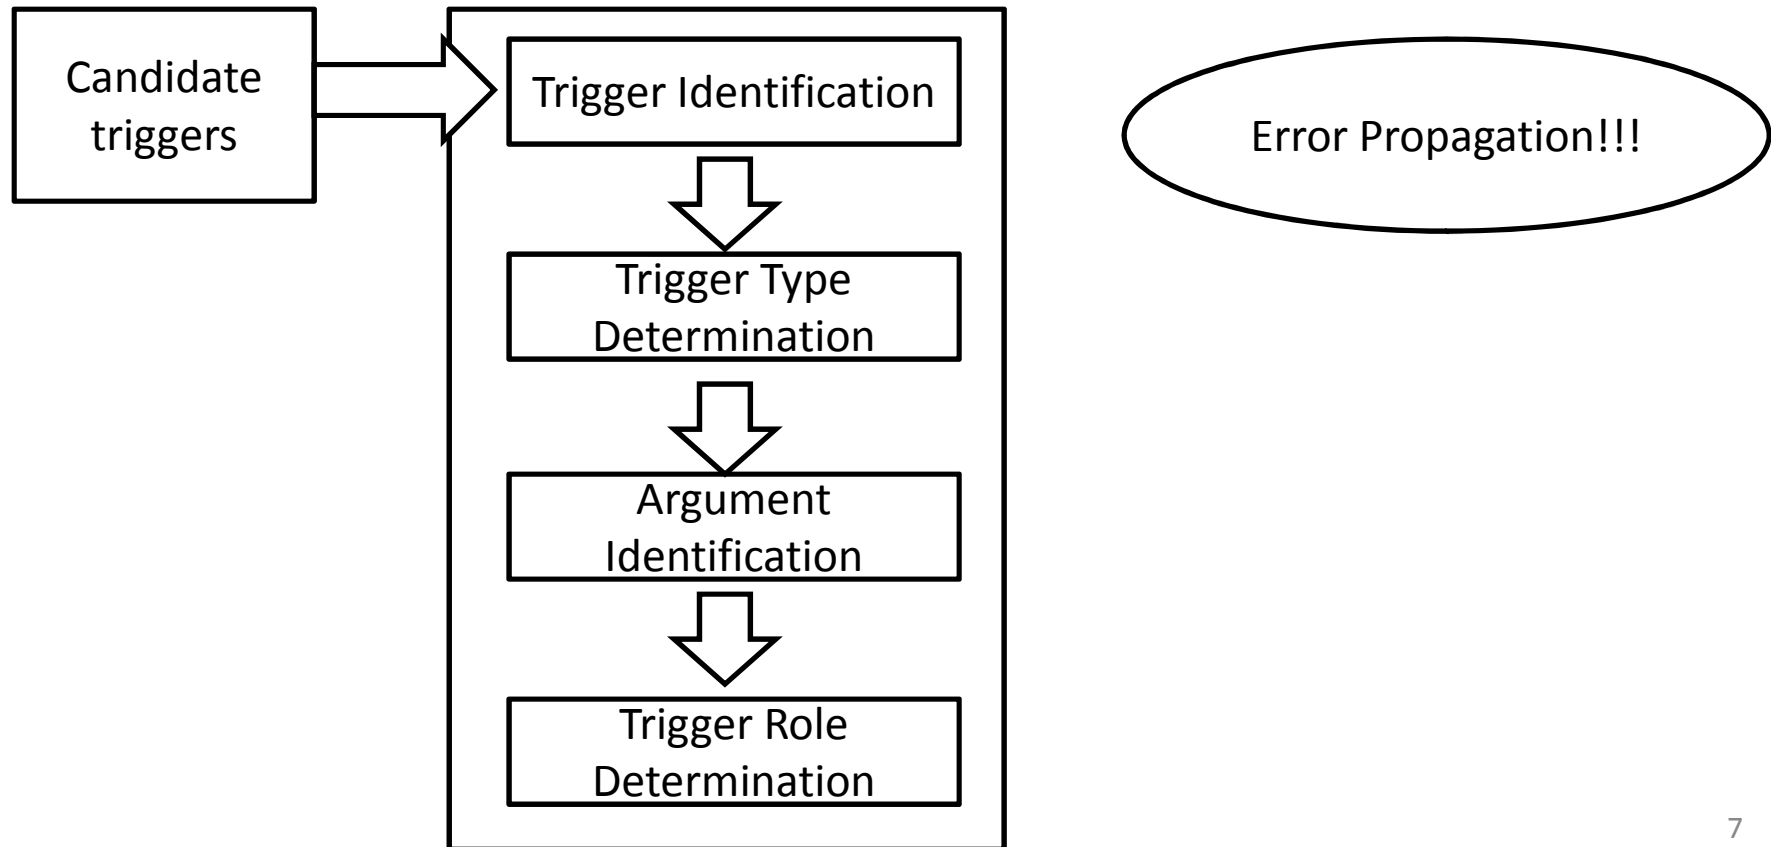 Candidate
triggers
Trigger Identification
Error Propagation!!!
Trigger Type
Determination
Argument
Identification
Trigger Role
Determination
7